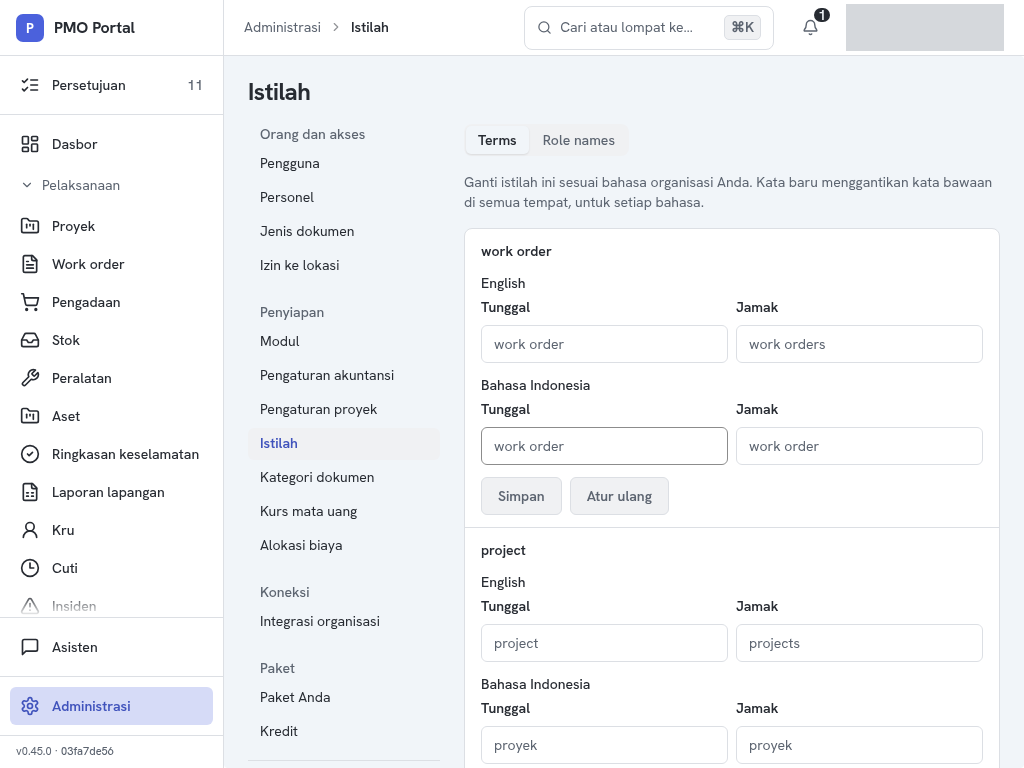 P PMO Portal
Administrasi > Istilah
Cari atau lompat ke...
⌘K
1
Persetujuan 11
Dasbor
Pelaksanaan
Proyek
Work order
Pengadaan
Stok
Peralatan
Aset
Ringkasan keselamatan
Laporan lapangan
Kru
Cuti
Insiden
Asisten
Administrasi
v0.45.0 · 03fa7de56
Istilah
Orang dan akses
Pengguna
Personel
Jenis dokumen
Izin ke lokasi
Penyiapan
Modul
Pengaturan akuntansi
Pengaturan proyek
Istilah
Kategori dokumen
Kurs mata uang
Alokasi biaya
Koneksi
Integrasi organisasi
Paket
Paket Anda
Kredit
Terms Role names
Ganti istilah ini sesuai bahasa organisasi Anda. Kata baru menggantikan kata bawaan
di semua tempat, untuk setiap bahasa.
work order
English
Tunggal Jamak
work order work orders
Bahasa Indonesia
Tunggal Jamak
work order work order
Simpan Atur ulang
project
English
Tunggal Jamak
project projects
Bahasa Indonesia
Tunggal Jamak
proyek proyek